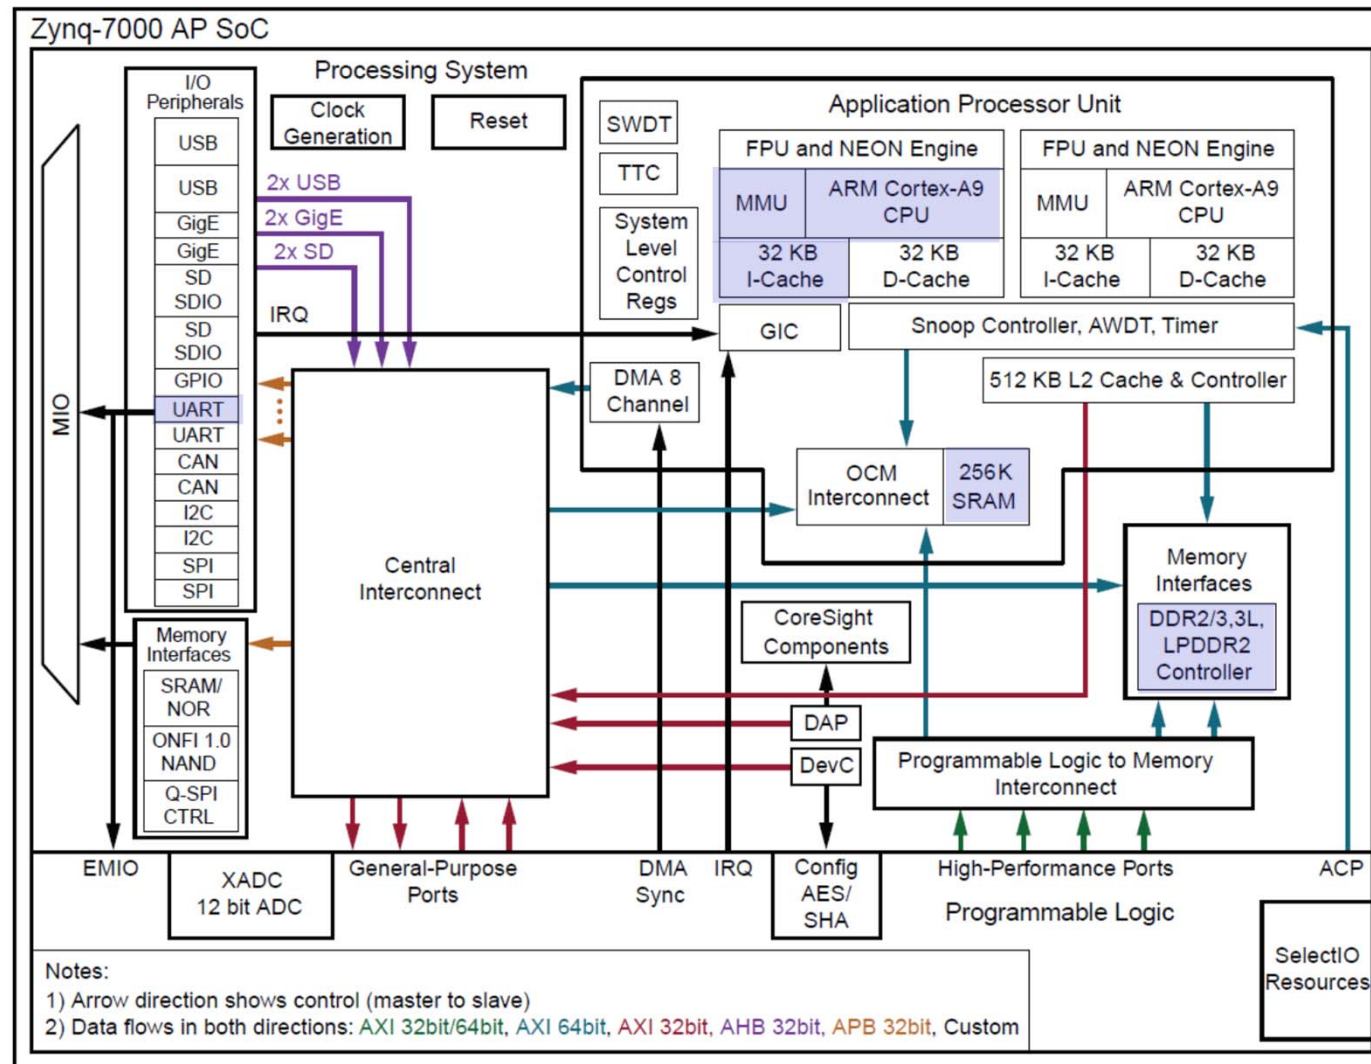 Zynq-7000 AP SoC
Processing System
I/O
Peripherals
USB
USB
GigE
GigE
SD
SDIO
SD
SDIO
GPIO
UART
UART
CAN
CAN
I2C
I2C
SPI
SPI
MIO
Clock
Generation
Reset
2x USB
2x GigE
2x SD
IRQ
Application Processor Unit
SWDT
TTC
System
Level
Control
Regs
FPU and NEON Engine
MMU
ARM Cortex-A9
CPU
32 KB
I-Cache
32 KB
D-Cache
FPU and NEON Engine
MMU
ARM Cortex-A9
CPU
32 KB
I-Cache
32 KB
D-Cache
GIC
Snoop Controller, AWDT, Timer
DMA 8
Channel
512 KB L2 Cache & Controller
OCM
Interconnect
256K
SRAM
Central
Interconnect
Memory
Interfaces
DDR2/3,3L,
LPDDR2
Controller
CoreSight
Components
DAP
DevC
Programmable Logic to Memory
Interconnect
Memory
Interfaces
SRAM/
NOR
ONFI 1.0
NAND
Q-SPI
CTRL
EMIO
XADC
12 bit ADC
General-Purpose
Ports
DMA
Sync
IRQ
Config
AES/
SHA
High-Performance Ports
ACP
Programmable Logic
SelectIO
Resources
Notes:
1) Arrow direction shows control (master to slave)
2) Data flows in both directions: AXI 32bit/64bit, AXI 64bit, AXI 32bit, AHB 32bit, APB 32bit, Custom